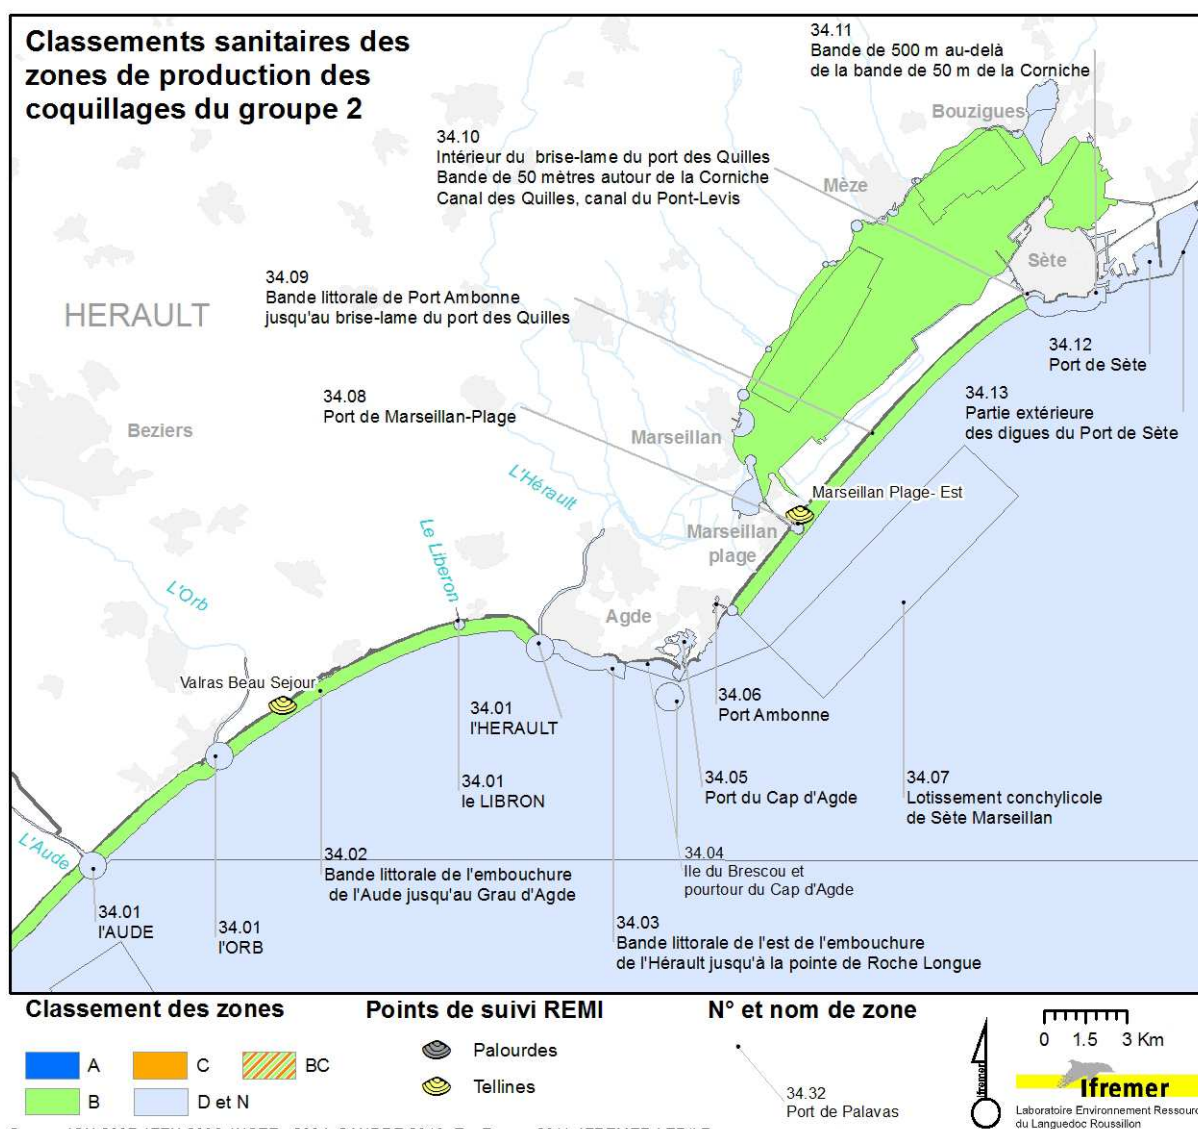 Classements sanitaires des
zones de production des
coquillages du groupe 2
34.11
Bande de 500 m au-delà
de la bande de 50 m de la Corniche
Bouzigues
34.10
Intérieur du brise-lame du port des Quilles
Bande de 50 mètres autour de la Corniche
Canal des Quilles, canal du Pont-Levis
Mèze
Sète
34.09
Bande littorale de Port Ambonne
jusqu'au brise-lame du port des Quilles
HERAULT
34.12
Port de Sète
34.08
Port de Marseillan-Plage
34.13
Partie extérieure
des digues du Port de Sète
Beziers
Marseillan
L'Hérault
Marseillan Plage- Est
Marseillan
plage
Le Liberon
L'Orb
Agde
Valras Beau Sejour
34.01
l'HERAULT
34.06
Port Ambonne
34.01
le LIBRON
34.05
Port du Cap d'Agde
34.07
Lotissement conchylicole
de Sète Marseillan
L'Aude
34.02
Bande littorale de l'embouchure
de l'Aude jusqu'au Grau d'Agde
34.04
Ile du Brescou et
pourtour du Cap d'Agde
34.01
l'AUDE
34.01
l'ORB
34.03
Bande littorale de l'est de l'embouchure
de l'Hérault jusqu'à la pointe de Roche Longue
Classement des zones
A
C
BC
B
D et N
Points de suivi REMI
Palourdes
Tellines
N° et nom de zone
34.32
Port de Palavas
Ifremer
0 1.5 3 Km
Ifremer
Laboratoire Environnement Ressourc
du Languedoc Roussillon